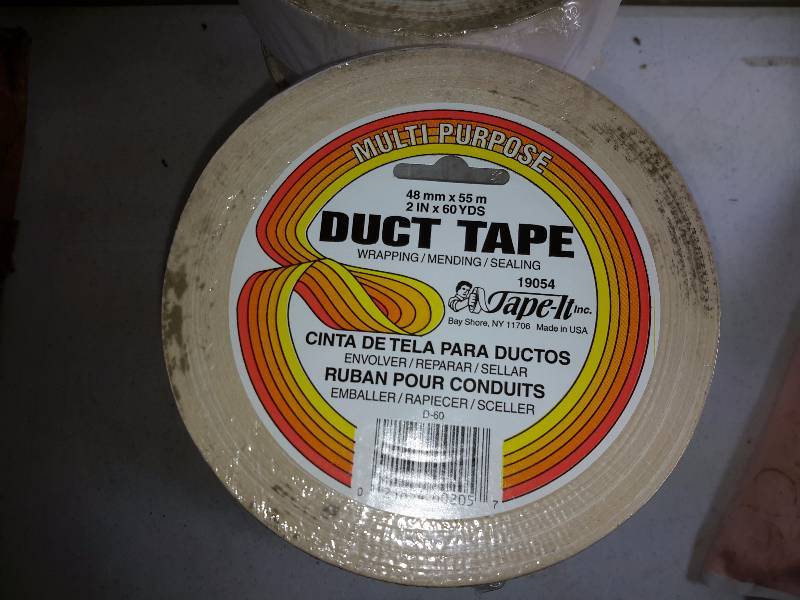 MULTI PURPOSE
48 mm x 55 m
2 IN x 60 YDS
DUCT TAPE
WRAPPING / MENDING / SEALING
19054
Tape-It Inc.
Bay Shore, NY 11706 Made in USA
CINTA DE TELA PARA DUCTOS
ENVOLVER / REPARAR / SELLAR
RUBAN POUR CONDUITS
EMBALLER / RAPIECER / SCELLER
D-60
0 7